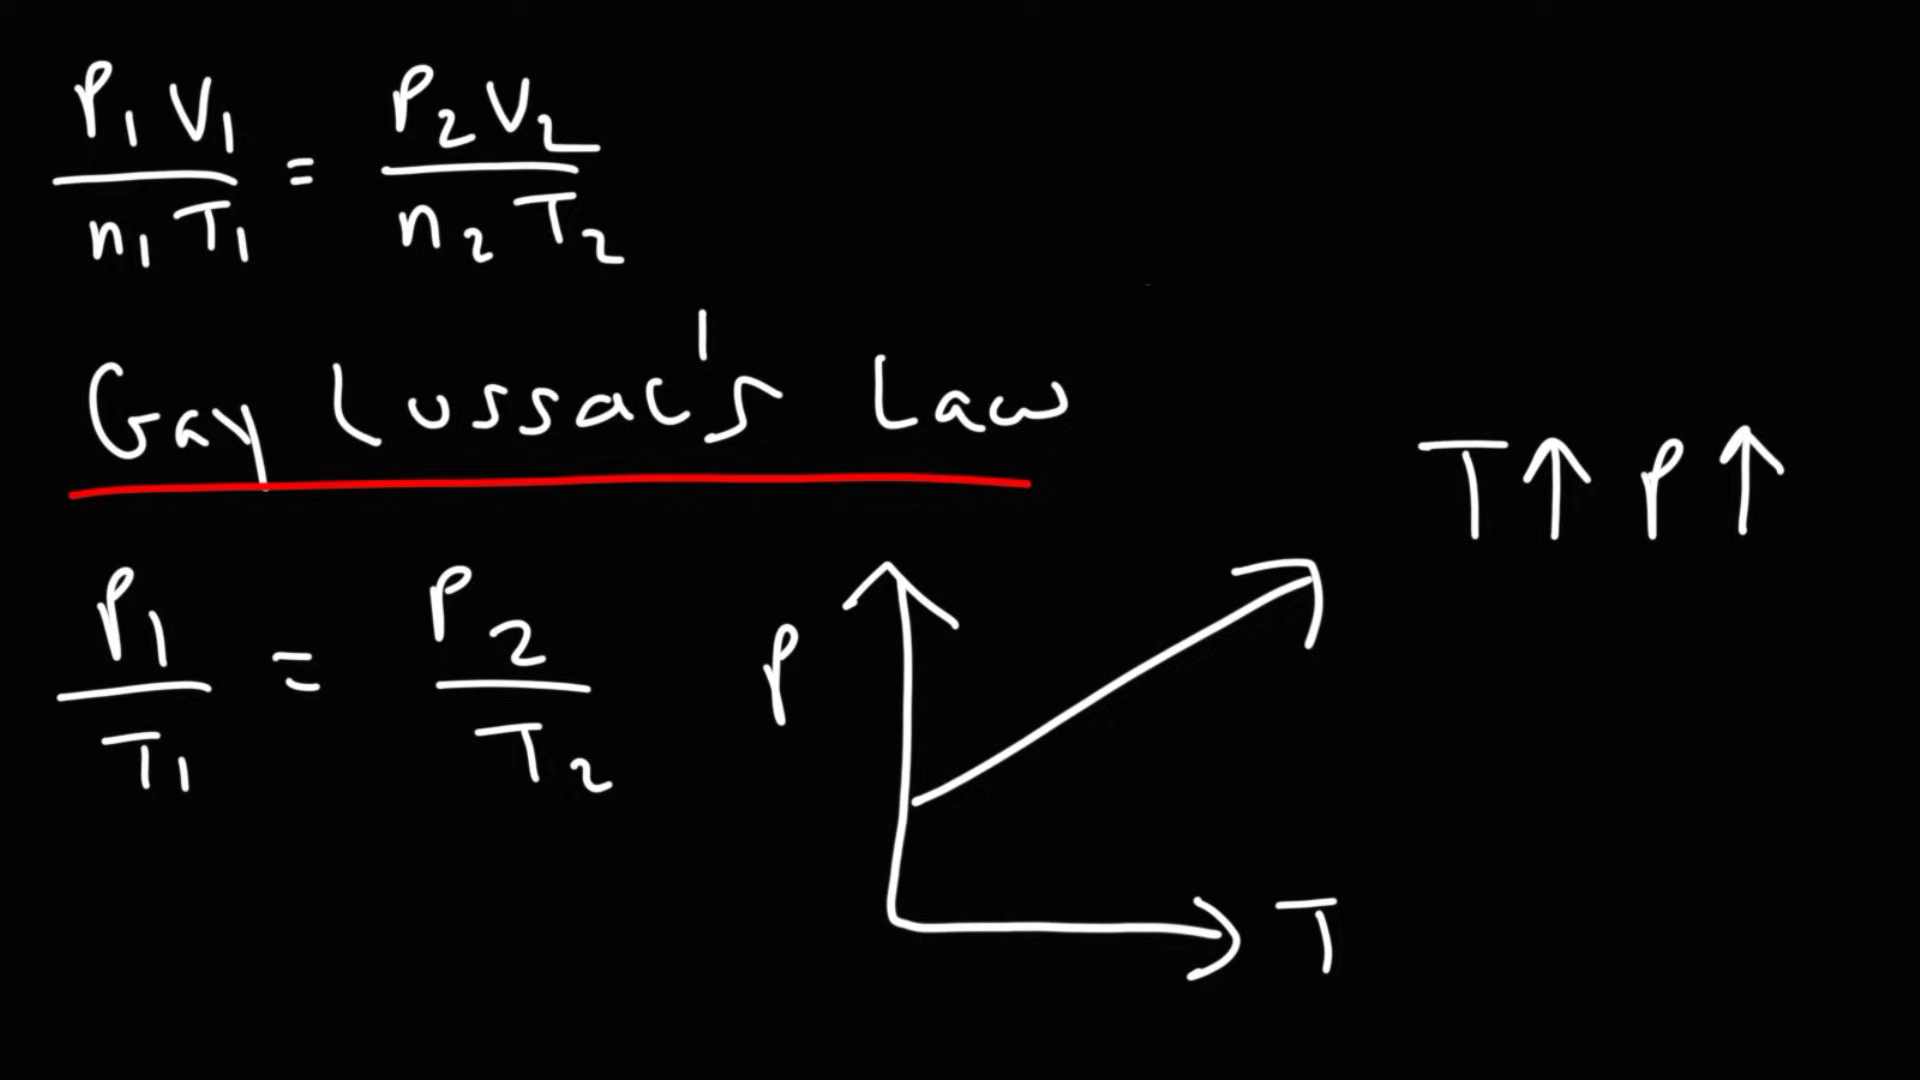 P₁V₁ / n₁T₁ = P₂V₂ / n₂T₂
Gay Lussac's Law
T↑ P↑
P₁ / T₁ = P₂ / T₂
P
T